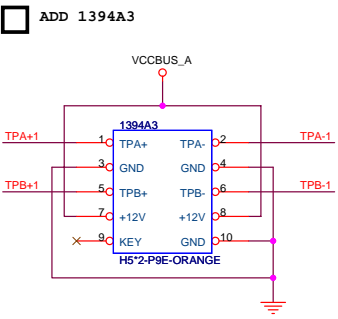 ADD 1394A3
VCCBUS_A
1394A3
TPA+1 1 TPA+ TPA- 2 TPA-1
3 GND GND 4
TPB+1 5 TPB+ TPB- 6 TPB-1
7 +12V +12V 8
9 KEY GND 10
H5*2-P9E-ORANGE